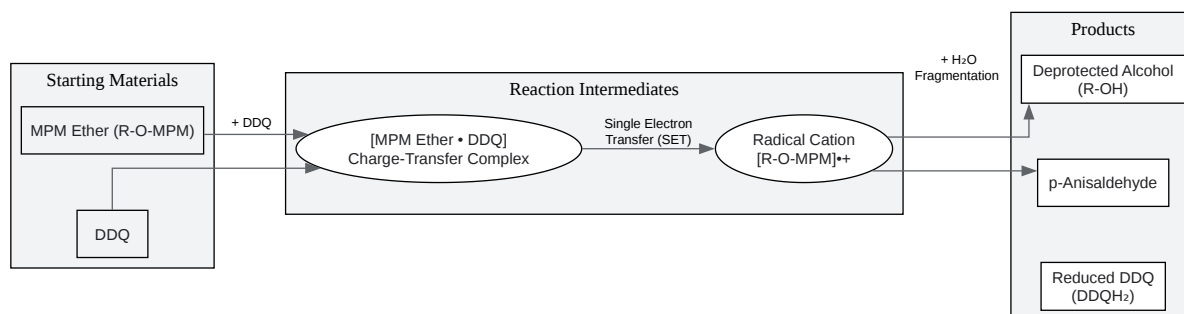 Starting Materials
MPM Ether (R-O-MPM)
DDQ
+ DDQ
Reaction Intermediates
[MPM Ether • DDQ]
Charge-Transfer Complex
Single Electron
Transfer (SET)
Radical Cation
[R-O-MPM]•+
+ H₂O
Fragmentation
Products
Deprotected Alcohol
(R-OH)
p-Anisaldehyde
Reduced DDQ
(DDQH₂)